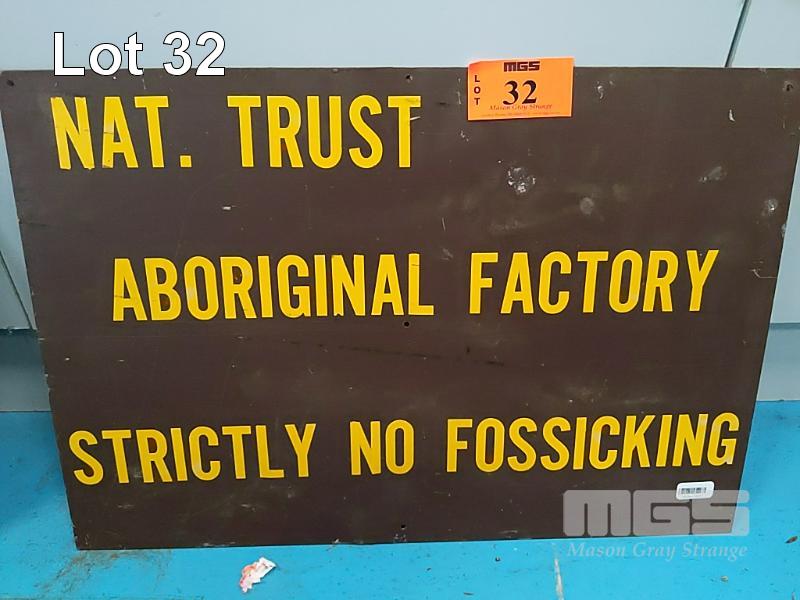 Lot 32
MGS
LOT
32
Mason Gray Strange
NAT. TRUST
ABORIGINAL FACTORY
STRICTLY NO FOSSICKING
MGS
Mason Gray Strange